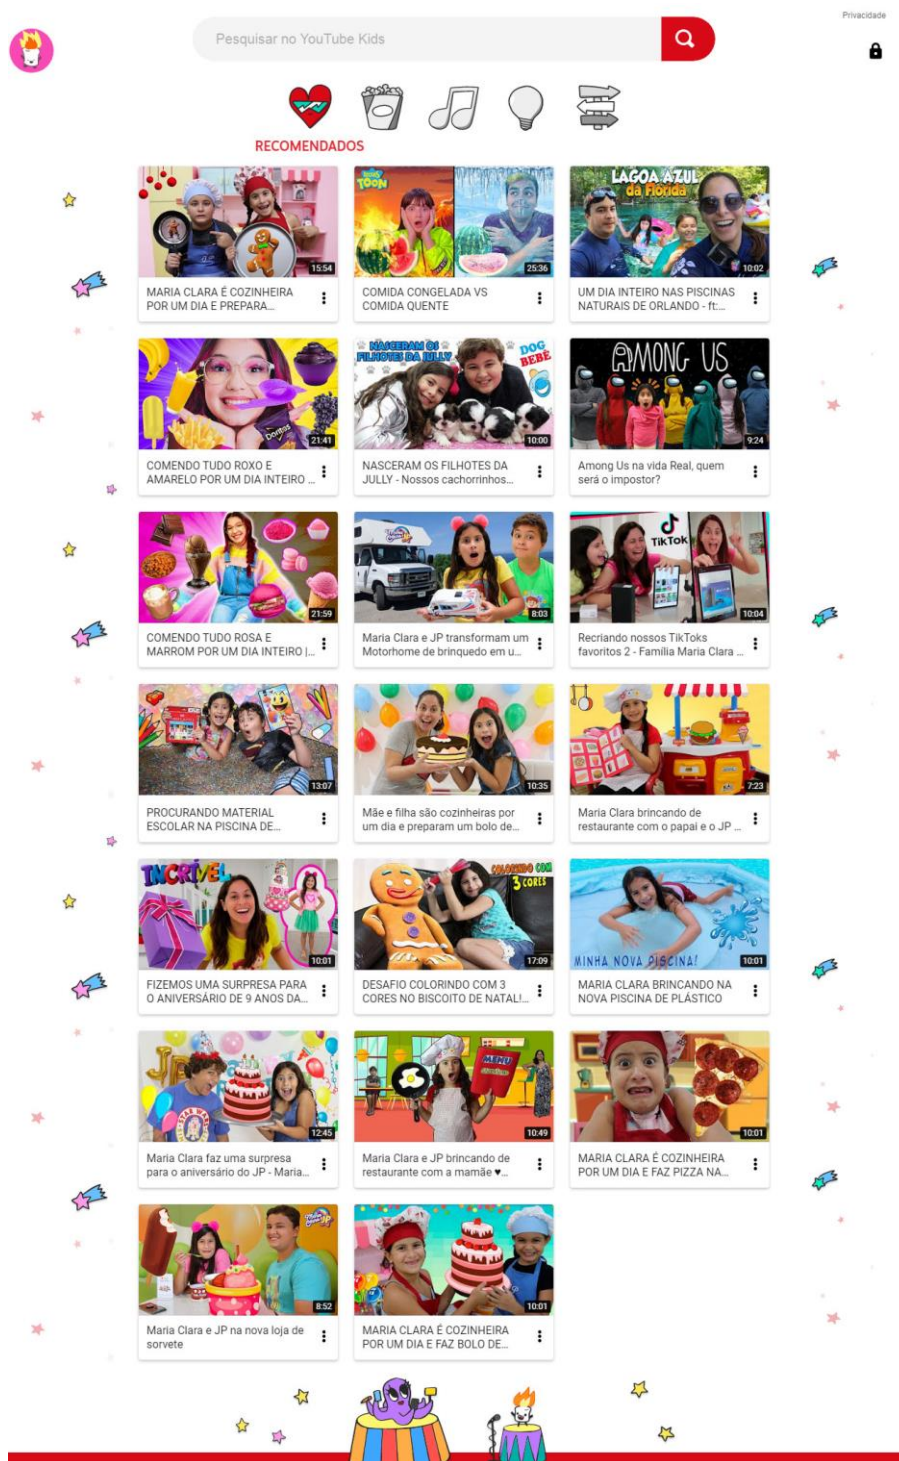 Privacidade
Pesquisar no YouTube Kids
RECOMENDADOS
15:54
TOON
25:36
LAGOA AZUL
da Flórida
10:02
MARIA CLARA É COZINHEIRA
POR UM DIA E PREPARA...
COMIDA CONGELADA VS
COMIDA QUENTE
UM DIA INTEIRO NAS PISCINAS
NATURAIS DE ORLANDO - ft:...
Doritos
21:41
NASCERAM OS
FILHOTES DA JULLY
DOG
BEBÊ
10:00
AMONG US
9:24
COMENDO TUDO ROXO E
AMARELO POR UM DIA INTEIRO ...
NASCERAM OS FILHOTES DA
JULLY - Nossos cachorrinhos...
Among Us na vida Real, quem
será o impostor?
21:59
8:03
TikTok
10:04
COMENDO TUDO ROSA E
MARROM POR UM DIA INTEIRO |...
Maria Clara e JP transformam um
Motorhome de brinquedo em u...
Recriando nossos TikToks
favoritos 2 - Família Maria Clara ...
13:07
10:35
7:23
PROCURANDO MATERIAL
ESCOLAR NA PISCINA DE...
Mãe e filha são cozinheiras por
um dia e preparam um bolo de...
Maria Clara brincando de
restaurante com o papai e o JP ...
INCRÍVEL
10:01
COLORINDO COM
3 CORES
17:09
MINHA NOVA PISCINA!
10:01
FIZEMOS UMA SURPRESA PARA
O ANIVERSÁRIO DE 9 ANOS DA...
DESAFIO COLORINDO COM 3
CORES NO BISCOITO DE NATAL!...
MARIA CLARA BRINCANDO NA
NOVA PISCINA DE PLÁSTICO
JP
STAR WARS
12:45
MENU
10:49
10:01
Maria Clara faz uma surpresa
para o aniversário do JP - Maria...
Maria Clara e JP brincando de
restaurante com a mamãe ♥...
MARIA CLARA É COZINHEIRA
POR UM DIA E FAZ PIZZA NA...
8:52
10:01
Maria Clara e JP na nova loja de
sorvete
MARIA CLARA É COZINHEIRA
POR UM DIA E FAZ BOLO DE...